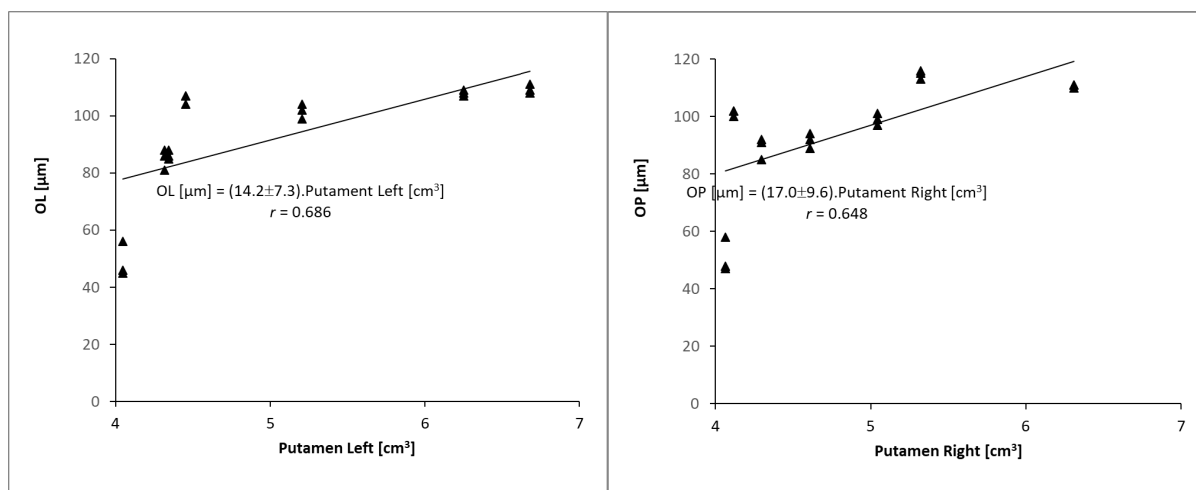 120
100
80
60
40
20
0
OL [µm]
OL [µm] = (14.2±7.3).Putament Left [cm³]
r = 0.686
4 5 6 7
Putamen Left [cm³]
120
100
80
60
40
20
0
OP [µm]
OP [µm] = (17.0±9.6).Putament Right [cm³]
r = 0.648
4 5 6 7
Putamen Right [cm³]